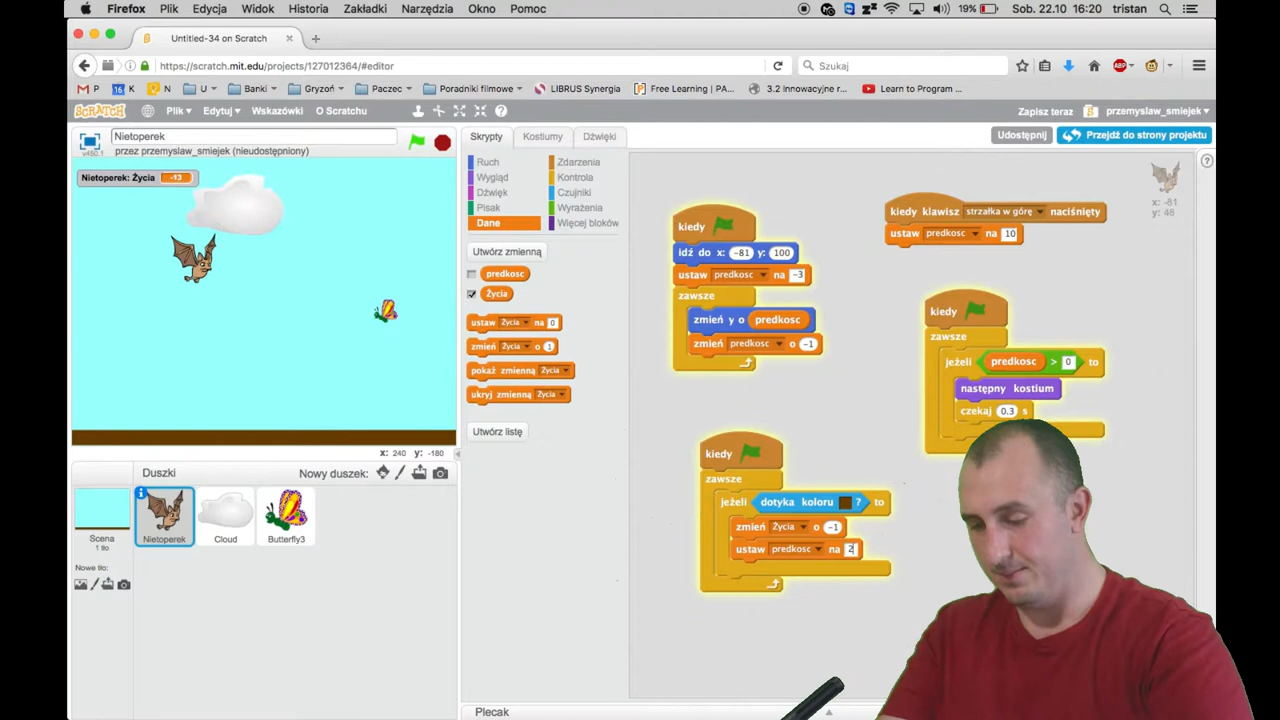 Firefox Plik Edycja Widok Historia Zakładki Narzędzia Okno Pomoc 19% Sob. 22.10 16:20 tristan
Untitled-34 on Scratch
https://scratch.mit.edu/projects/127012364/#editor Szukaj
M P 16 K N U Banki Gryzoń Paczec Poradniki filmowe LIBRUS Synergia Free Learning | PA... 3.2 Innowacyjne r... Learn to Program ...
SCRATCH Plik Edytuj Wskazówki O Scratchu Zapisz teraz przemyslaw_smiejek
Nietoperek
przez przemyslaw_smiejek (nieudostępniony)
v450.1
Skrypty Kostiumy Dźwięki
Udostępnij Przejdź do strony projektu
Nietoperek: Życia -13
Ruch Zdarzenia
Wygląd Kontrola
Dźwięk Czujniki
Pisak Wyrażenia
Dane Więcej bloków
Utwórz zmienną
predkosc
Życia
ustaw Życia na 0
zmień Życia o 1
pokaż zmienną Życia
ukryj zmienną Życia
Utwórz listę
x: -81
y: 48
kiedy
idź do x: -81 y: 100
ustaw predkosc na -3
zawsze
zmień y o predkosc
zmień predkosc o -1
kiedy klawisz strzałka w górę naciśnięty
ustaw predkosc na 10
kiedy
zawsze
jeżeli predkosc > 0 to
następny kostium
czekaj 0.3 s
kiedy
zawsze
jeżeli dotyka koloru ? to
zmień Życia o -1
ustaw predkosc na 2
x: 240 y: -180
Duszki Nowy duszek:
Scena
1 tło
Nietoperek Cloud Butterfly3
Nowe tło:
Plecak